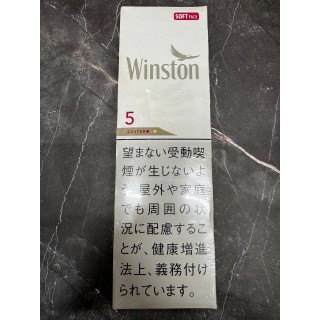 SOFT PACK
Winston
5
望まない受動喫
煙が生じないよ
う、屋外や家庭
でも周囲の状
況に配慮するこ
とが、健康増進
法上、義務付け
られています。